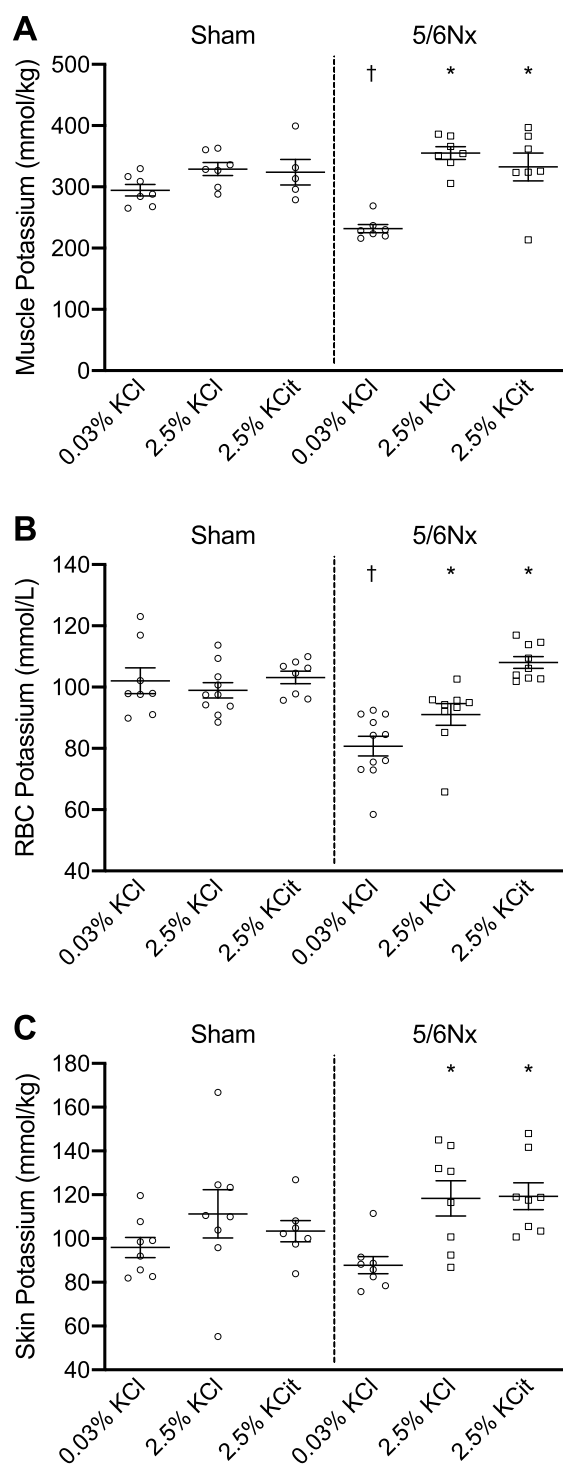 A
Sham 5/6Nx
Muscle Potassium (mmol/kg)
500
† * *
400
300
200
100
0
0.03% KCl 2.5% KCl 2.5% KCit 0.03% KCl 2.5% KCl 2.5% KCit
B
Sham 5/6Nx
RBC Potassium (mmol/L)
140
† * *
120
100
80
60
40
0.03% KCl 2.5% KCl 2.5% KCit 0.03% KCl 2.5% KCl 2.5% KCit
C
Sham 5/6Nx
Skin Potassium (mmol/kg)
180
* *
160
140
120
100
80
60
40
0.03% KCl 2.5% KCl 2.5% KCit 0.03% KCl 2.5% KCl 2.5% KCit